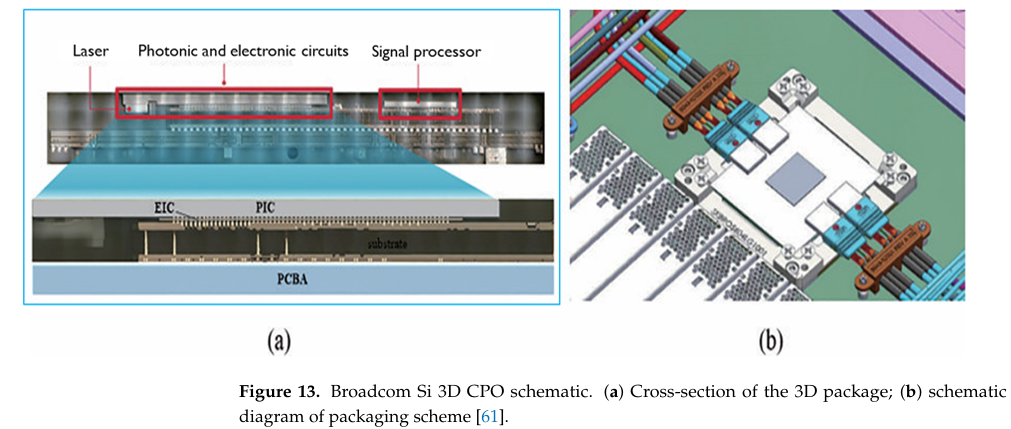 Laser
Photonic and electronic circuits
Signal processor
EIC
PIC
substrate
PCBA
(a)
(b)
Figure 13. Broadcom Si 3D CPO schematic. (a) Cross-section of the 3D package; (b) schematic
diagram of packaging scheme [61].